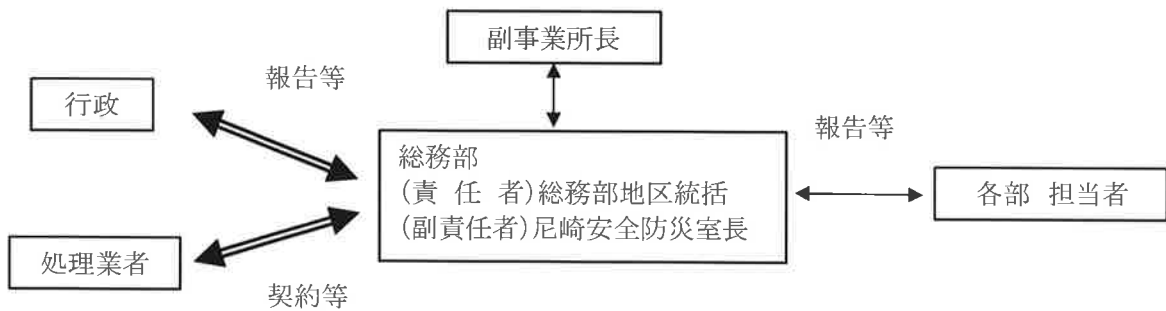 副事業所長
報告等
行政
報告等
総務部
(責 任 者)総務部地区統括
(副責任者)尼崎安全防災室長
各部 担当者
処理業者
契約等